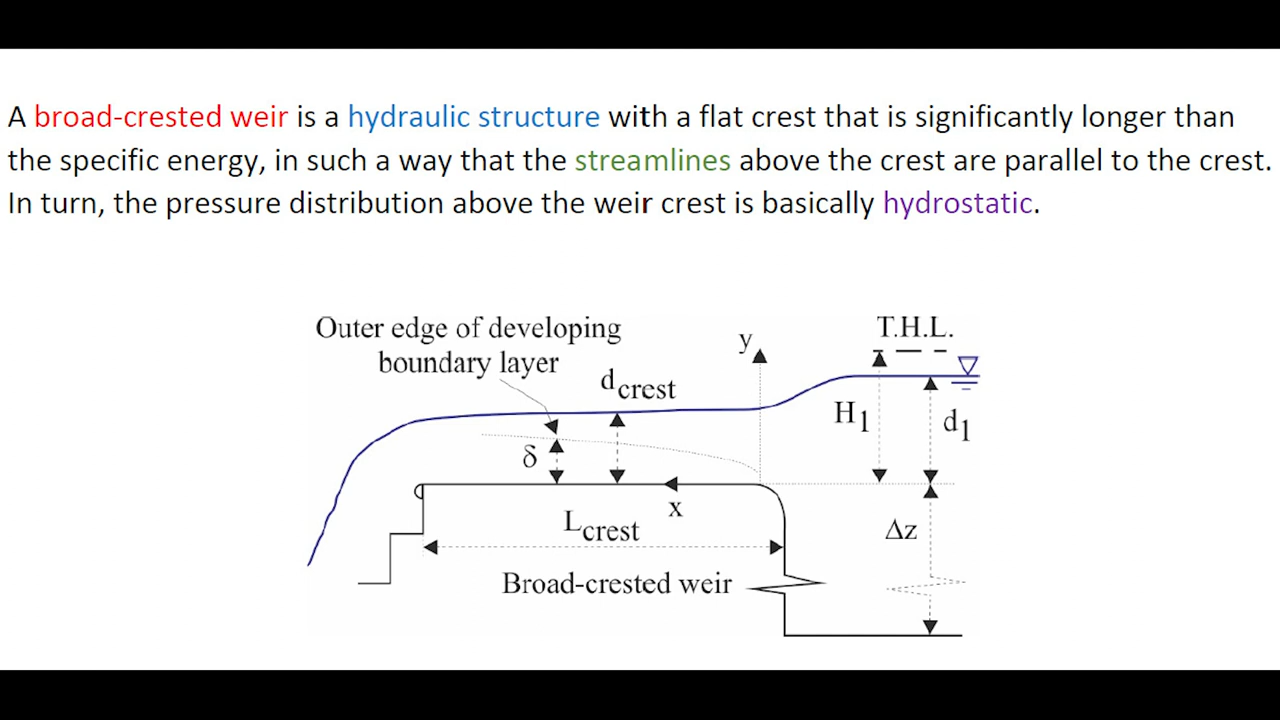 A broad-crested weir is a hydraulic structure with a flat crest that is significantly longer than
the specific energy, in such a way that the streamlines above the crest are parallel to the crest.
In turn, the pressure distribution above the weir crest is basically hydrostatic.
Outer edge of developing
boundary layer
y
T.H.L.
dcrest
H1
d1
δ
x
Lcrest
Δz
Broad-crested weir